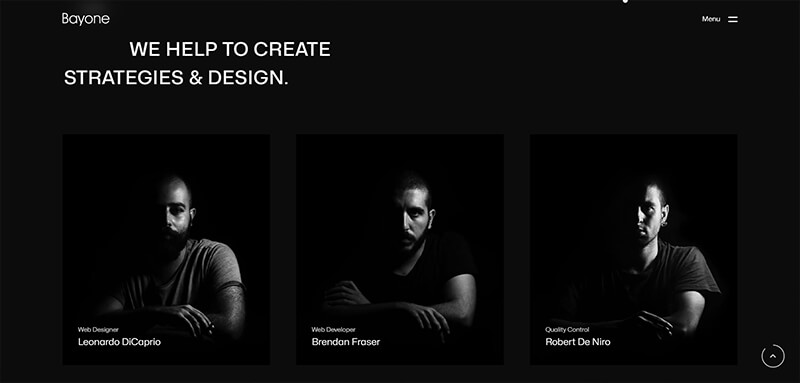 Bayone
Menu
WE HELP TO CREATE
STRATEGIES & DESIGN.
Web Designer
Leonardo DiCaprio
Web Developer
Brendan Fraser
Quality Control
Robert De Niro